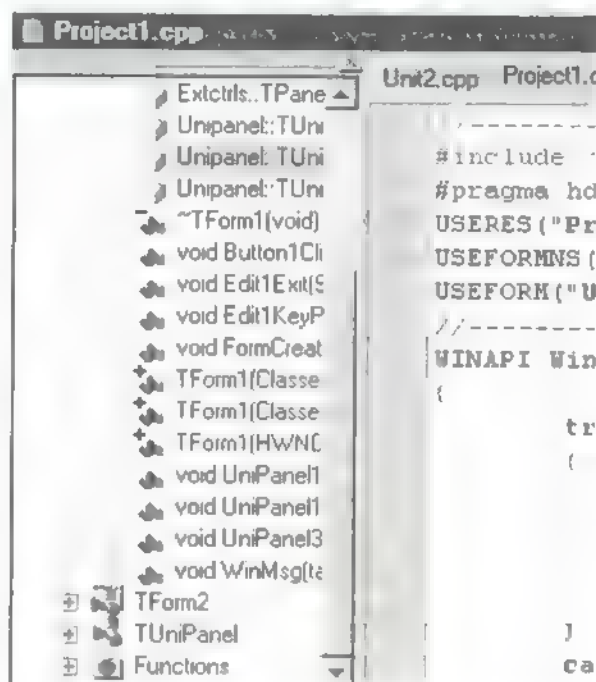 Project1.cpp
Extctrls..TPane
Unipanel::TUni
Unipanel: TUni
Unipanel::TUni
~TForm1(void)
void Button1Cli
void Edit1Exit(S
void Edit1KeyP
void FormCreat
TForm1(Classe
TForm1(Classe
TForm1(HWND
void UniPanel1
void UniPanel1
void UniPanel3
void WinMsg(ta
TForm2
TUniPanel
Functions
Unit2.cpp Project1.c
//---------
#include
#pragma hd
USERES("Pr
USEFORMNS(
USEFORM("U
//---------
WINAPI Win
{
tr
{
}
ca